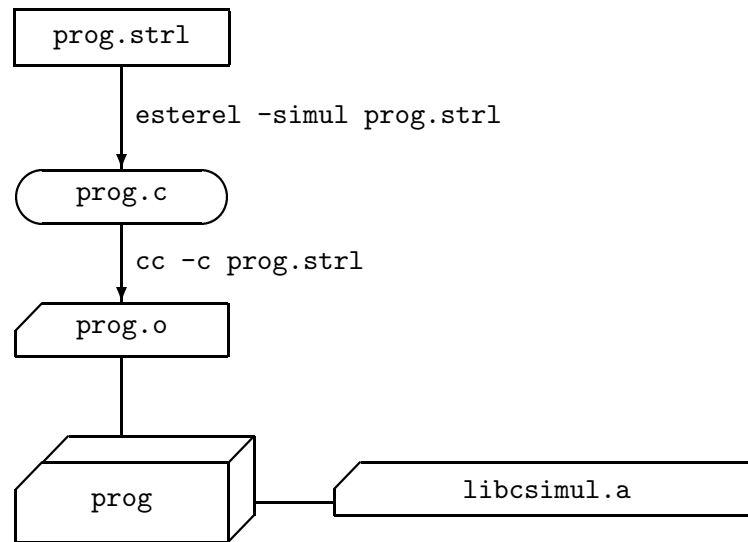 prog.strl
esterel -simul prog.strl
prog.c
cc -c prog.strl
prog.o
prog
libcsimul.a